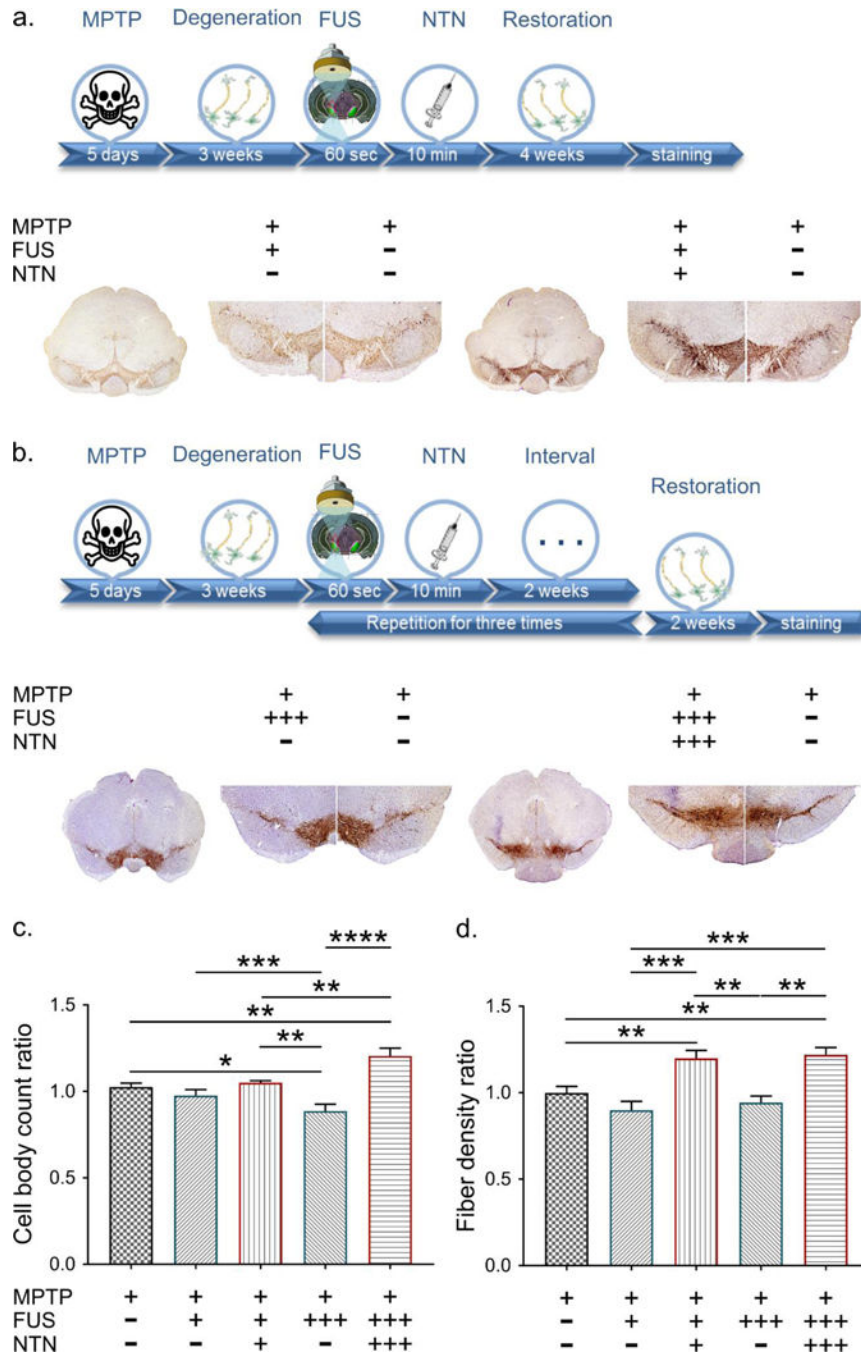 a.
MPTP Degeneration FUS NTN Restoration
5 days 3 weeks 60 sec 10 min 4 weeks staining
MPTP + + + +
FUS + − + −
NTN − − + −
b.
MPTP Degeneration FUS NTN Interval
Restoration
...
5 days 3 weeks 60 sec 10 min 2 weeks
Repetition for three times 2 weeks staining
MPTP + + + +
FUS +++ − +++ −
NTN − − +++ −
c.
****
***
**
**
**
*
1.5
1.0
0.5
0.0
Cell body count ratio
MPTP + + + + +
FUS − + + +++ +++
NTN − − + − +++
d.
***
***
** **
**
**
1.5
1.0
0.5
0.0
Fiber density ratio
+ + + + +
− + + +++ +++
− − + − +++